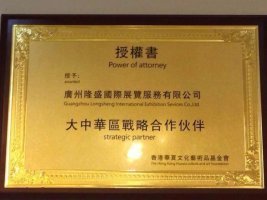 授權書
Power of attorney
授予:
awarded
廣州隆盛國際展覽服務有限公司
Guangzhou Longsheng International Exhibition Services Co.,Ltd
大中華區戰略合作伙伴
strategic partner
香港華夏文化藝術品基金會